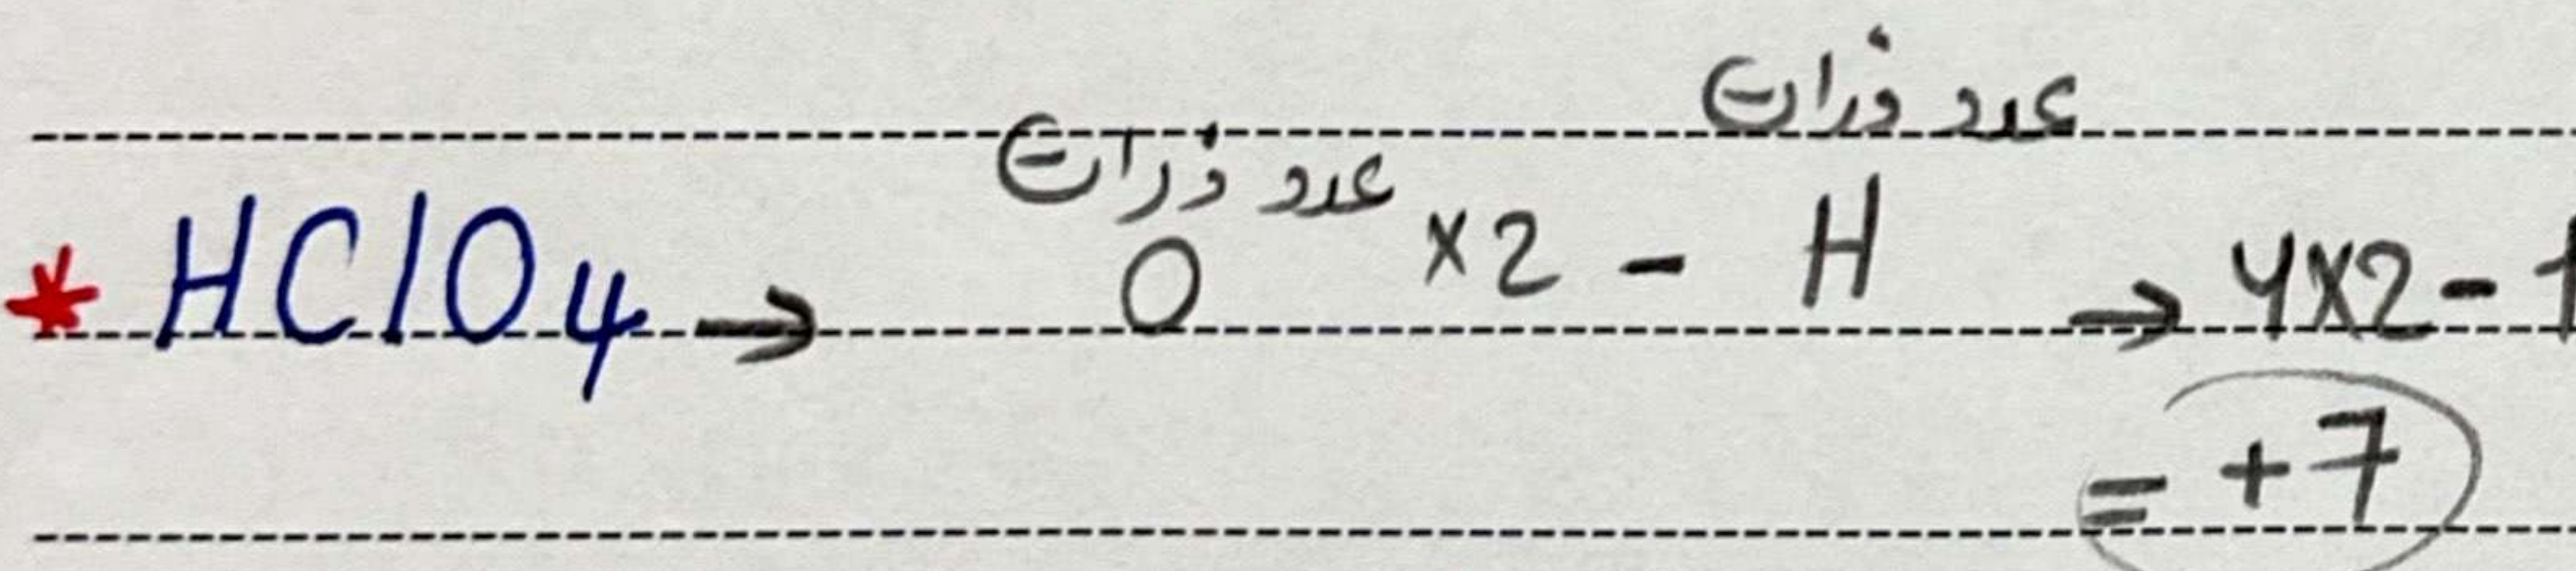 عدد ذرات
عدد ذرات
* HClO4 → O ×2 - H → 4×2 - 1
= +7